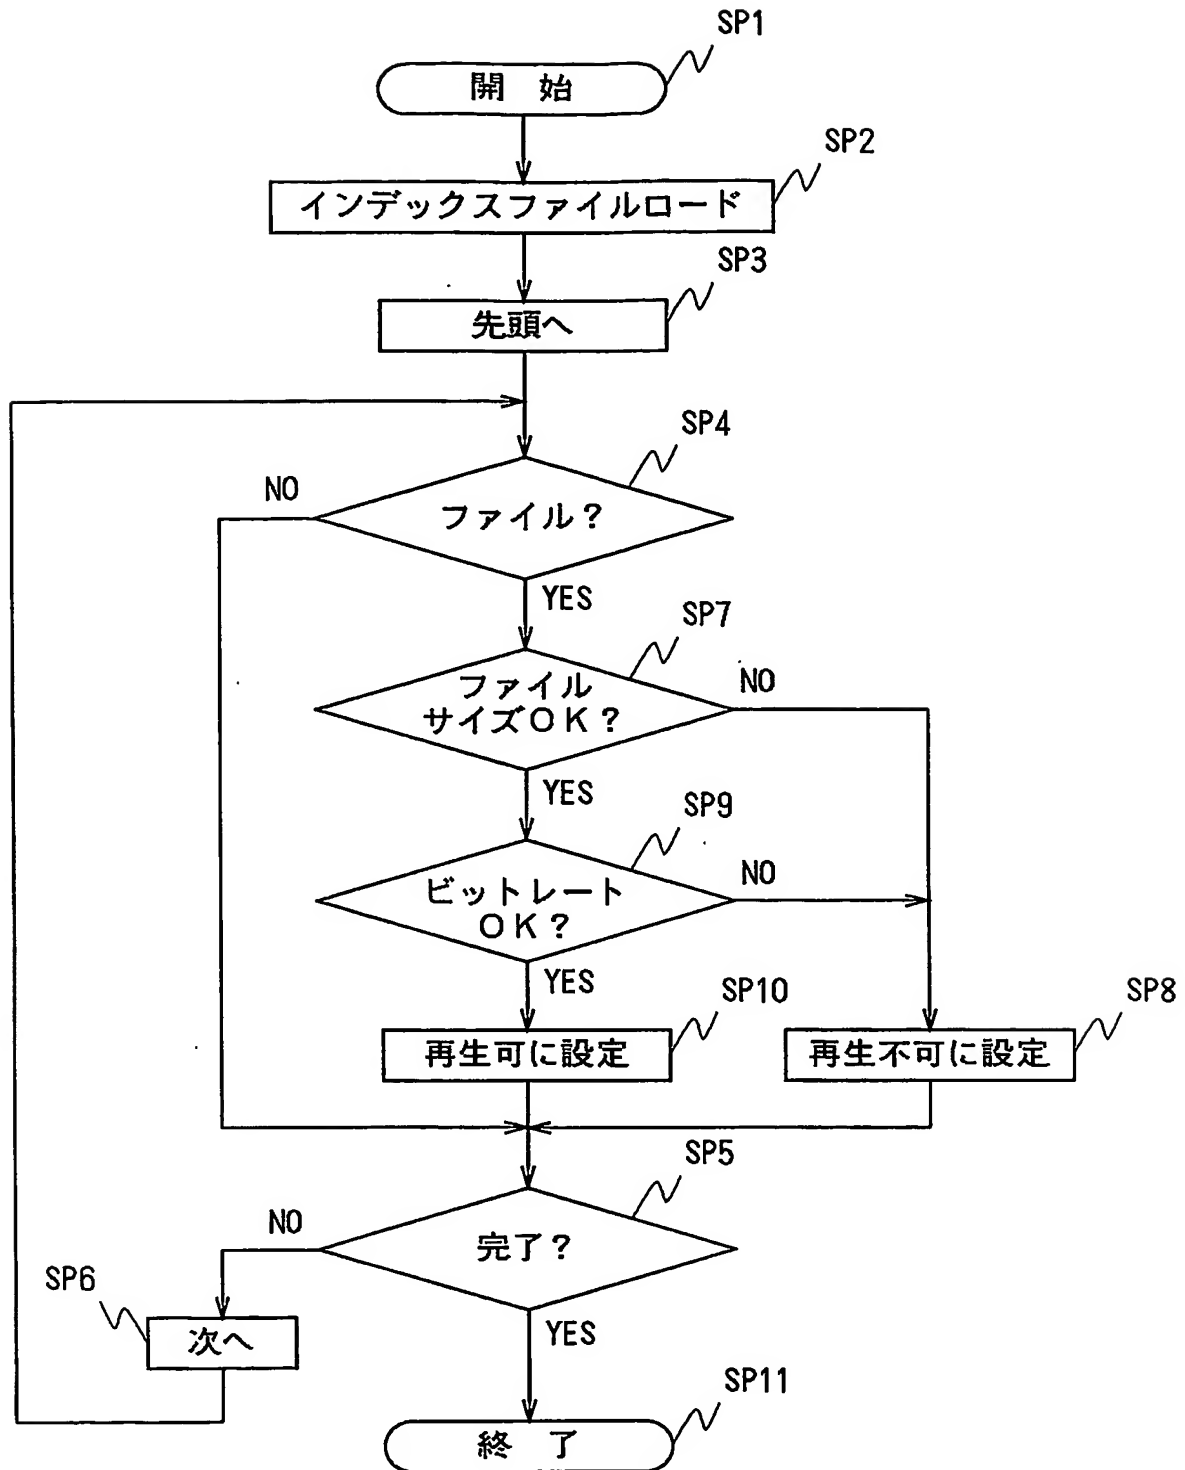 SP1
開 始
SP2
インデックスファイルロード
SP3
先頭へ
SP4
NO
ファイル?
YES
SP7
NO
ファイル
サイズOK?
YES
SP9
NO
ビットレート
OK?
YES
SP10
SP8
再生可に設定
再生不可に設定
SP5
NO
完了?
SP6
YES
次へ
SP11
終 了